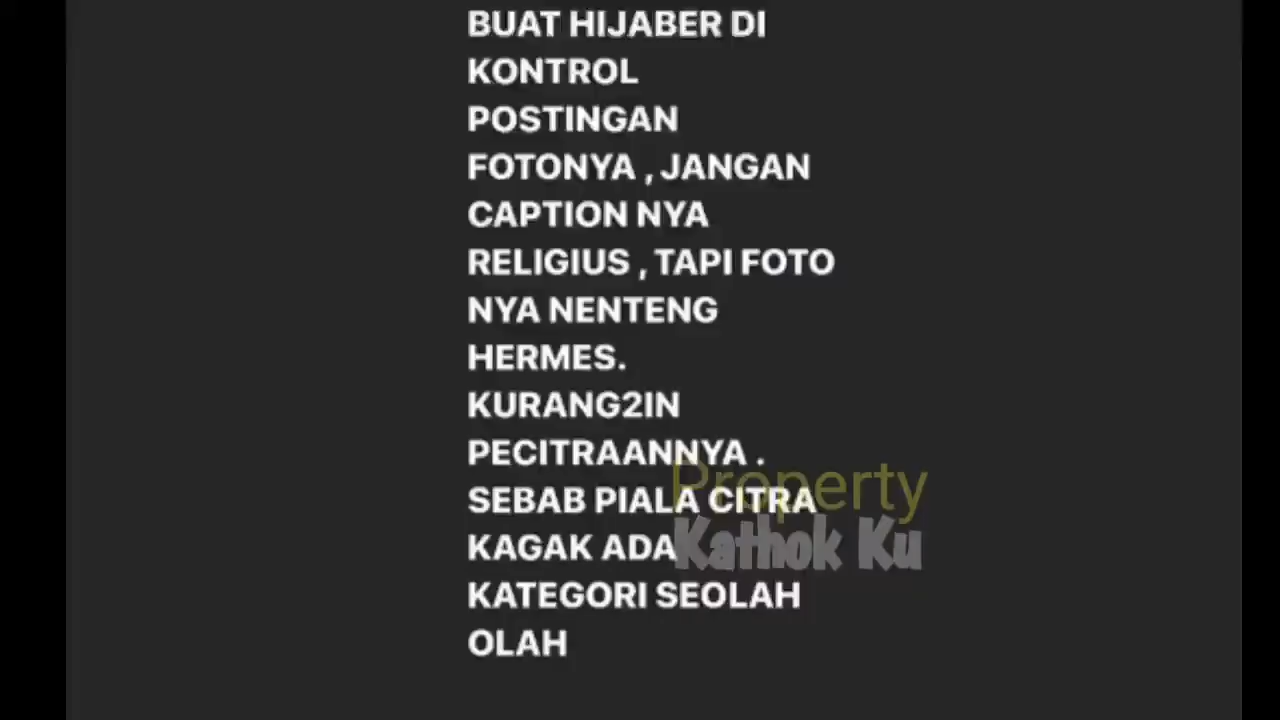 BUAT HIJABER DI
KONTROL
POSTINGAN
FOTONYA , JANGAN
CAPTION NYA
RELIGIUS , TAPI FOTO
NYA NENTENG
HERMES.
KURANG2IN
PECITRAANNYA .
SEBAB PIALA CITRA
KAGAK ADA
KATEGORI SEOLAH
OLAH
Property
Kathok Ku